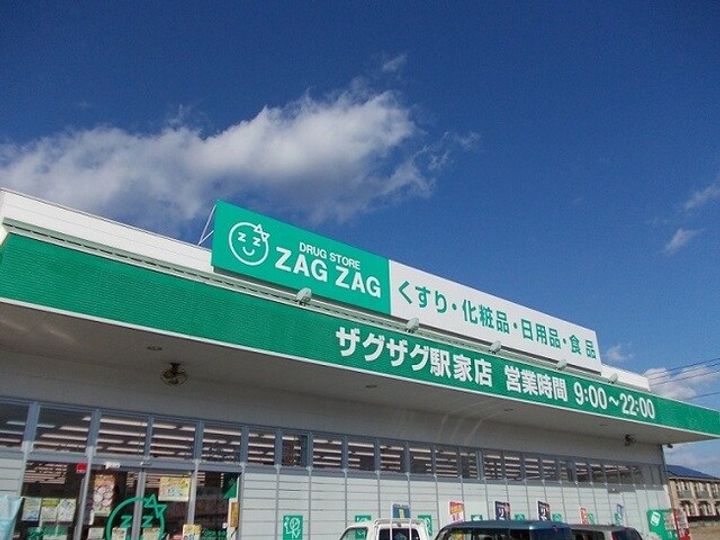 DRUG STORE
ZAG ZAG
くすり・化粧品・日用品・食品
ザグザグ駅家店 営業時間 9:00〜22:00